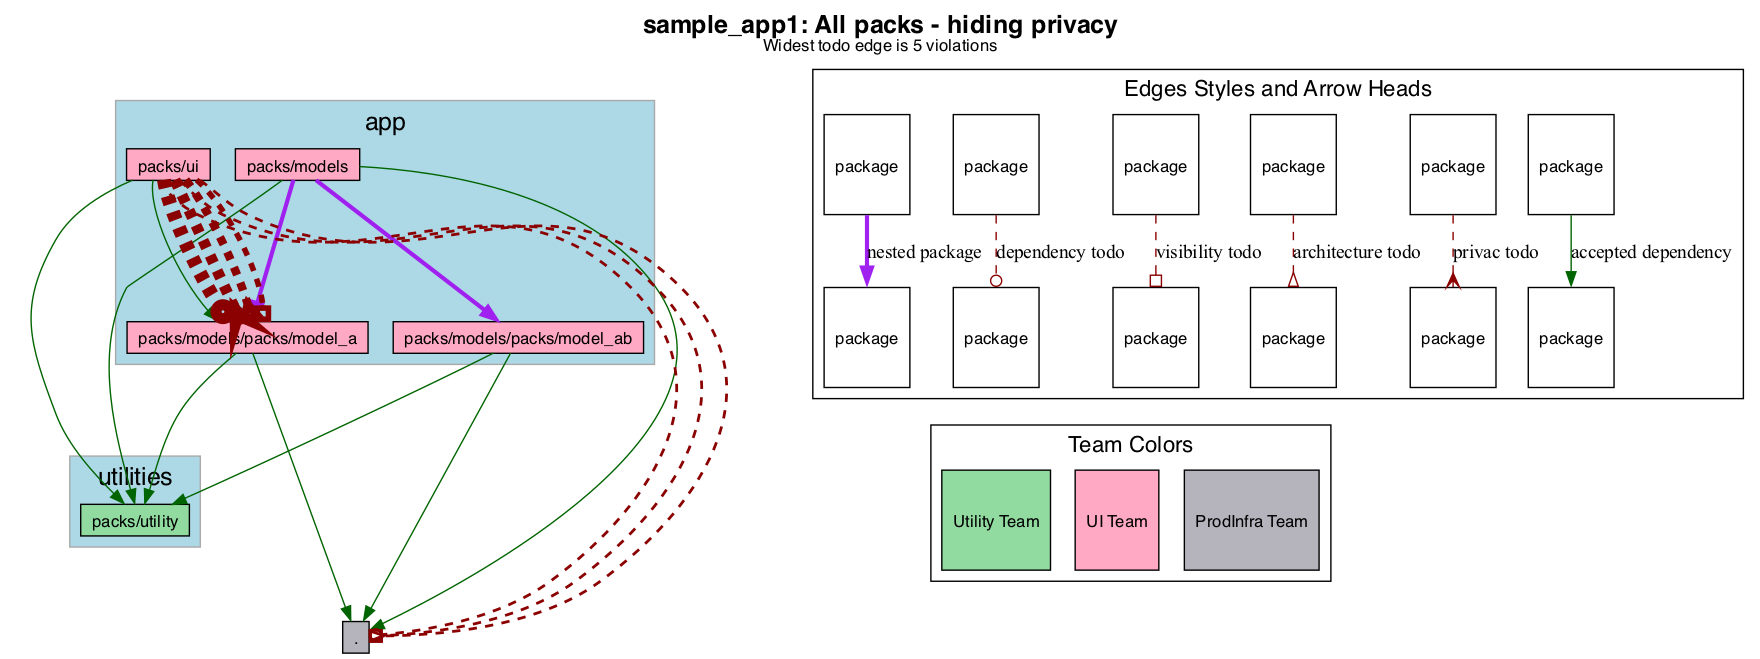 sample_app1: All packs - hiding privacy
Widest todo edge is 5 violations
app
packs/ui
packs/models
packs/models/packs/model_a
packs/models/packs/model_ab
utilities
packs/utility
.
Edges Styles and Arrow Heads
package
package
package
package
package
package
nested package
dependency todo
visibility todo
architecture todo
privac todo
accepted dependency
package
package
package
package
package
package
Team Colors
Utility Team
UI Team
ProdInfra Team